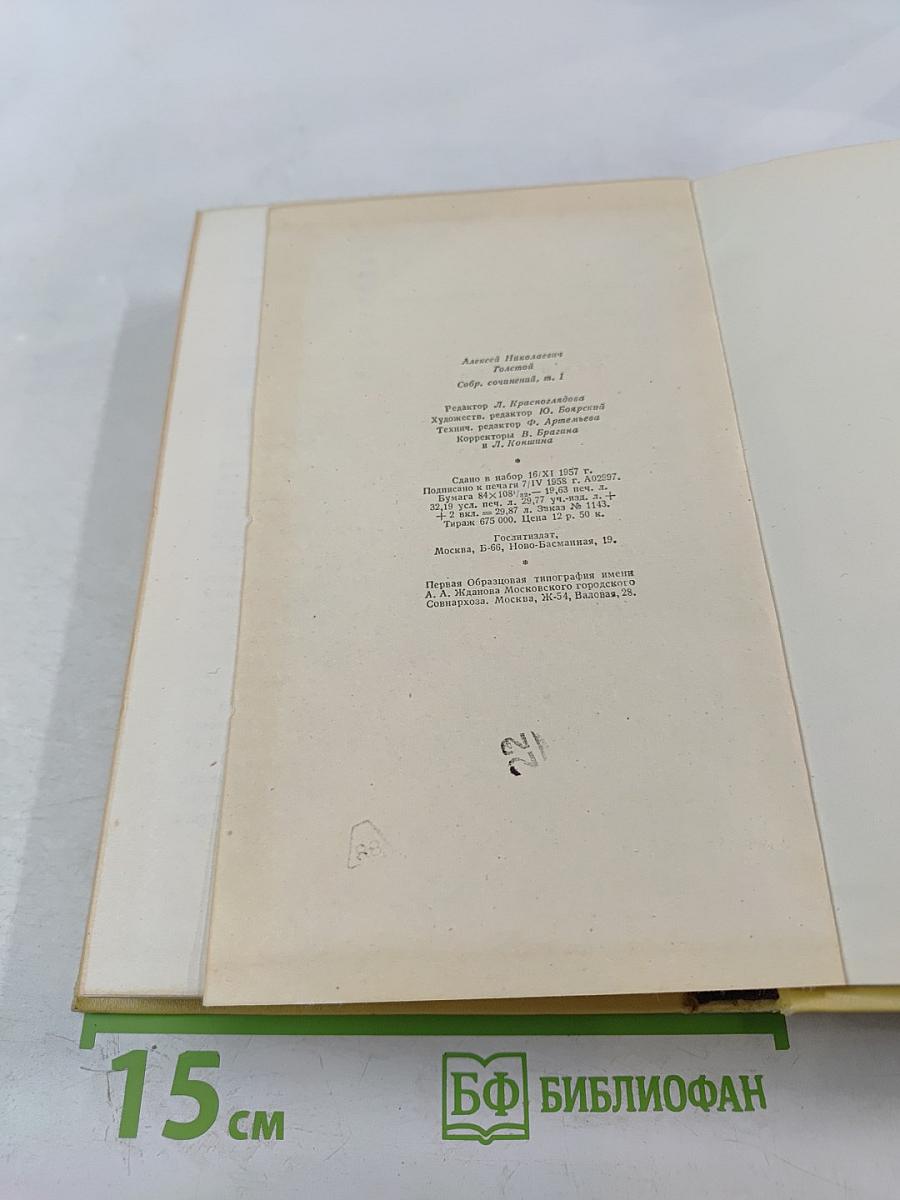 Алексей Николаевич
Толстой
Собр. сочинений, т. 1
Редактор Л. Красноглядова
Художеств. редактор Ю. Боярский
Технич. редактор Ф. Артемьева
Корректоры В. Брагина
и Л. Коншина
*
Сдано в набор 16/XI 1957 г.
Подписано к печати 7/IV 1958 г. А02997.
Бумага 84×108¹/₃₂.— 19,63 печ. л.
32,19 усл. печ. л. 29,77 уч.-изд. л. +
+ 2 вкл. = 29,87 л. Заказ № 1143.
Тираж 675 000. Цена 12 р. 50 к.
Гослитиздат,
Москва, Б-66, Ново-Басманная, 19.
*
Первая Образцовая типография имени
А. А. Жданова Московского городского
Совнархоза. Москва, Ж-54, Валовая, 28.
22
88
15 см
БФ БИБЛИОФАН